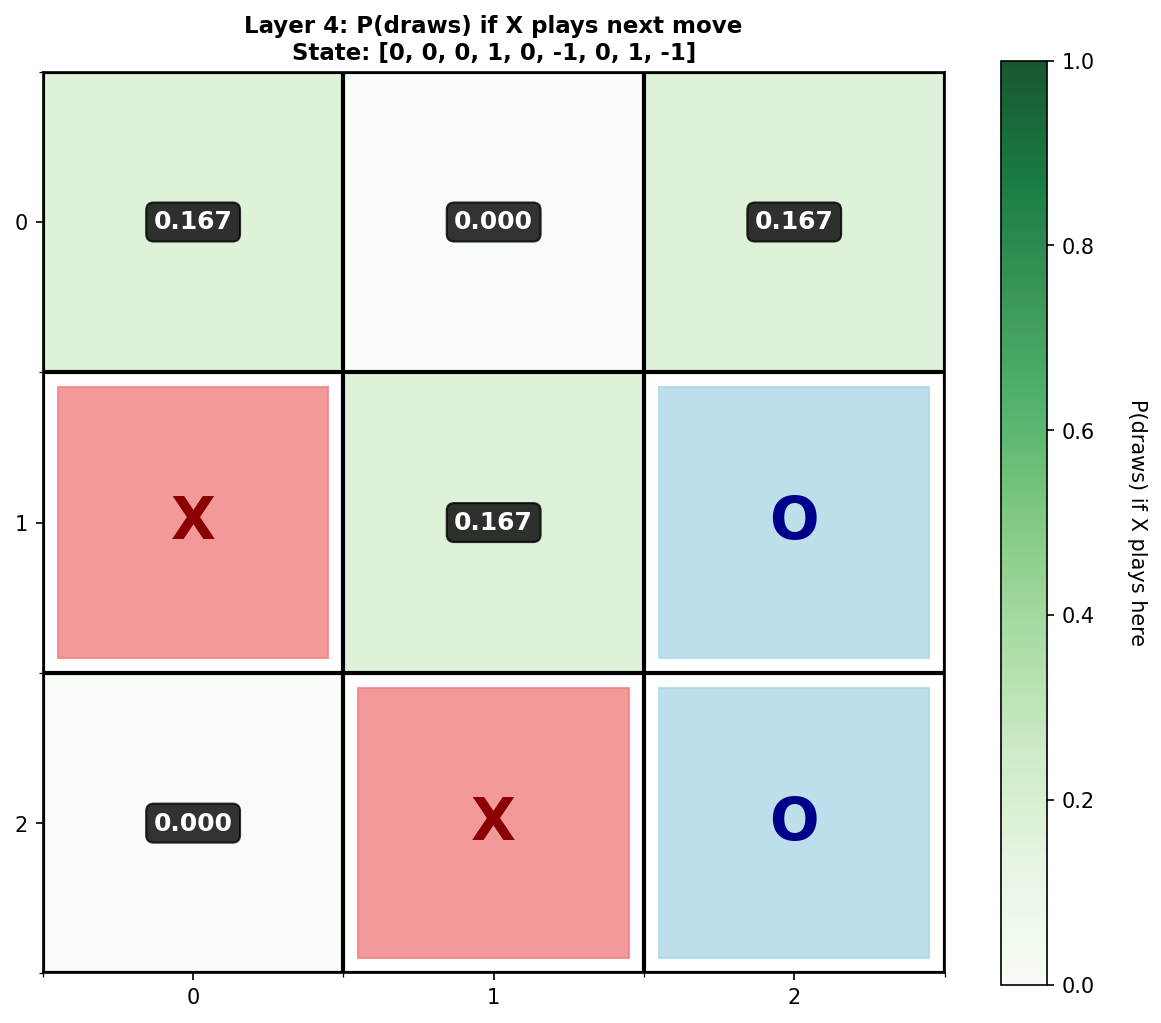 Layer 4: P(draws) if X plays next move
State: [0, 0, 0, 1, 0, -1, 0, 1, -1]
1.0
0.8
0.6
0.4
0.2
0.0
P(draws) if X plays here
0
0.167
0.000
0.167
1
X
0.167
O
2
0.000
X
O
0
1
2